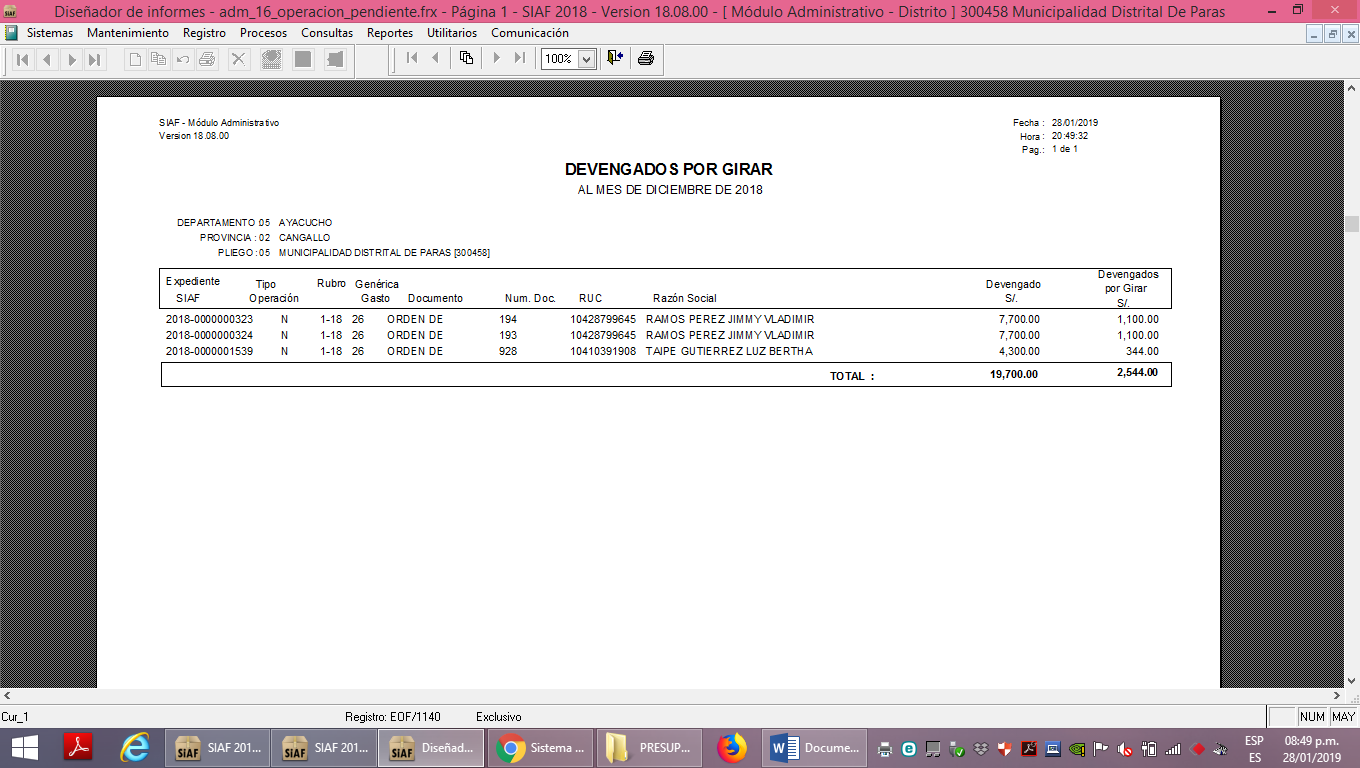 Diseñador de informes - adm_16_operacion_pendiente.frx - Página 1 - SIAF 2018 - Version 18.08.00 - [ Módulo Administrativo - Distrito ] 300458 Municipalidad Distrital De Paras
Sistemas Mantenimiento Registro Procesos Consultas Reportes Utilitarios Comunicación
100%
SIAF - Módulo Administrativo Fecha : 28/01/2019
Version 18.08.00 Hora : 20:49:32
Pag.: 1 de 1
DEVENGADOS POR GIRAR
AL MES DE DICIEMBRE DE 2018
DEPARTAMENTO :05 AYACUCHO
PROVINCIA : 02 CANGALLO
PLIEGO : 05 MUNICIPALIDAD DISTRITAL DE PARAS [300458]
Expediente SIAF Tipo Operación Rubro Genérica Gasto Documento Num. Doc. RUC Razón Social Devengado S/. Devengados por Girar S/.
2018-0000000323 N 1-18 26 ORDEN DE 194 10428799645 RAMOS PEREZ JIMMY VLADIMIR 7,700.00 1,100.00
2018-0000000324 N 1-18 26 ORDEN DE 193 10428799645 RAMOS PEREZ JIMMY VLADIMIR 7,700.00 1,100.00
2018-0000001539 N 1-18 26 ORDEN DE 928 10410391908 TAIPE GUTIERREZ LUZ BERTHA 4,300.00 344.00
TOTAL : 19,700.00 2,544.00
Cur_1 Registro: EOF/1140 Exclusivo NUM MAY
SIAF 201... SIAF 201... Diseñad... Sistema ... PRESUP... Docume... ESP 08:49 p.m.
ES 28/01/2019